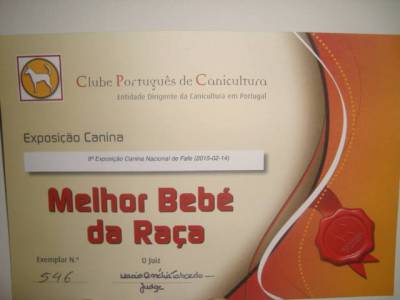 Clube Português de Canicultura
Entidade Dirigente da Canicultura em Portugal
Exposição Canina
9ª Exposição Canina Nacional de Fafe (2015-02-14)
Melhor Bebé
da Raça
Exemplar N.º
O Juiz
546
Judge